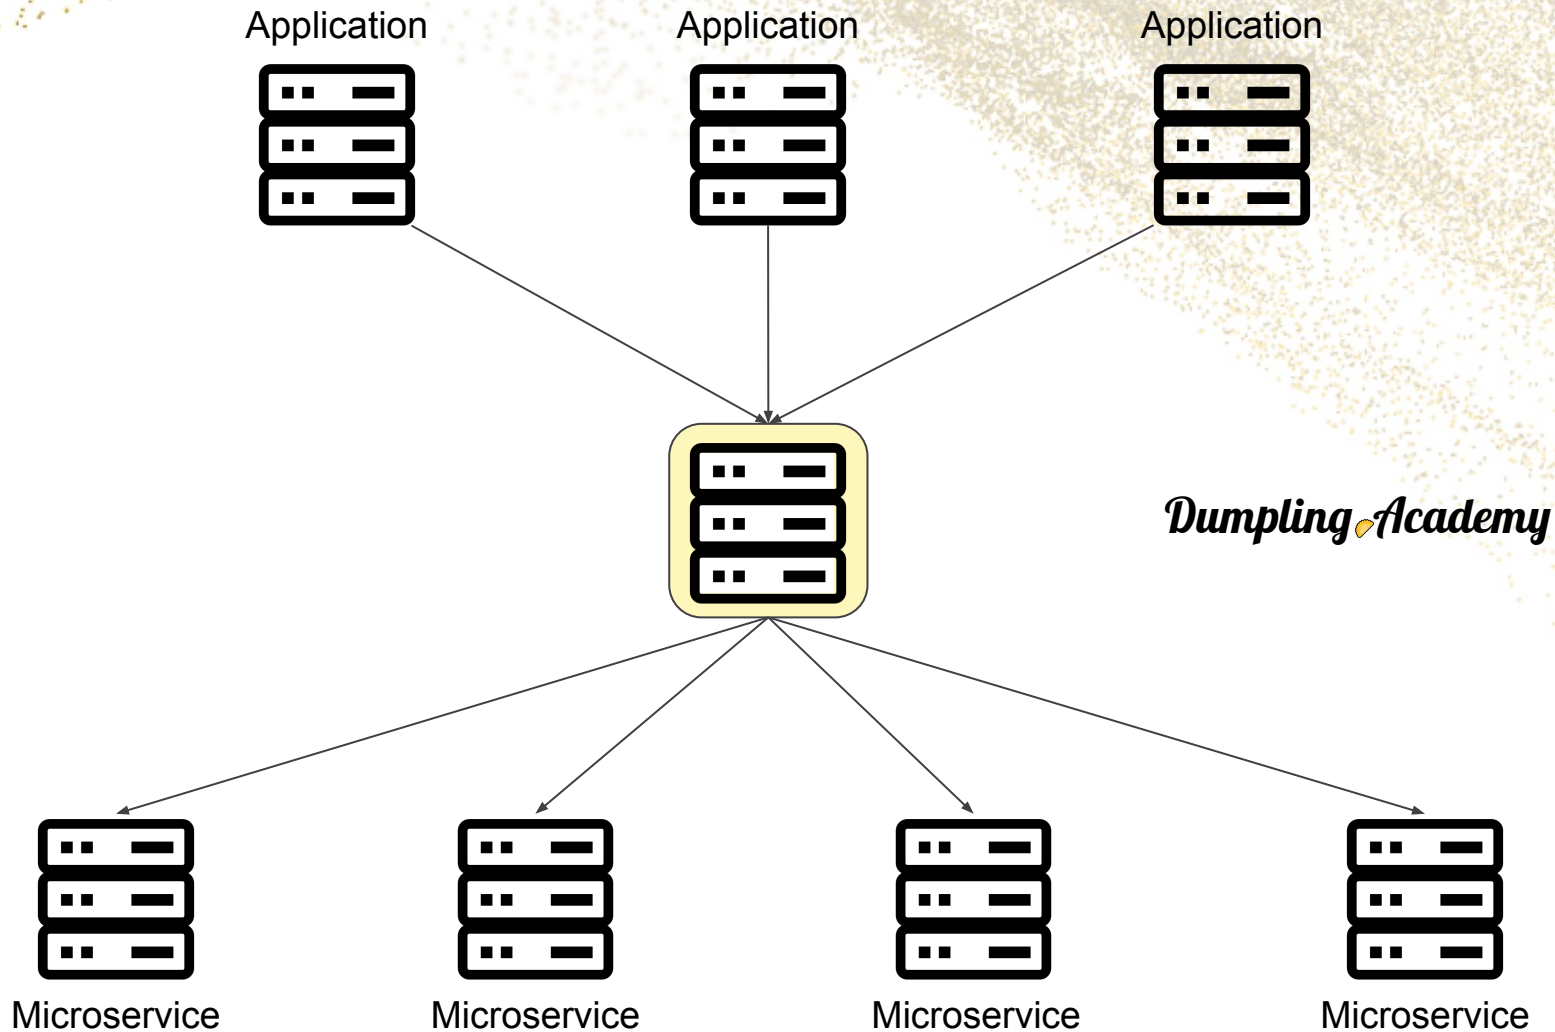 Application
Application
Application
Dumpling Academy
Microservice
Microservice
Microservice
Microservice